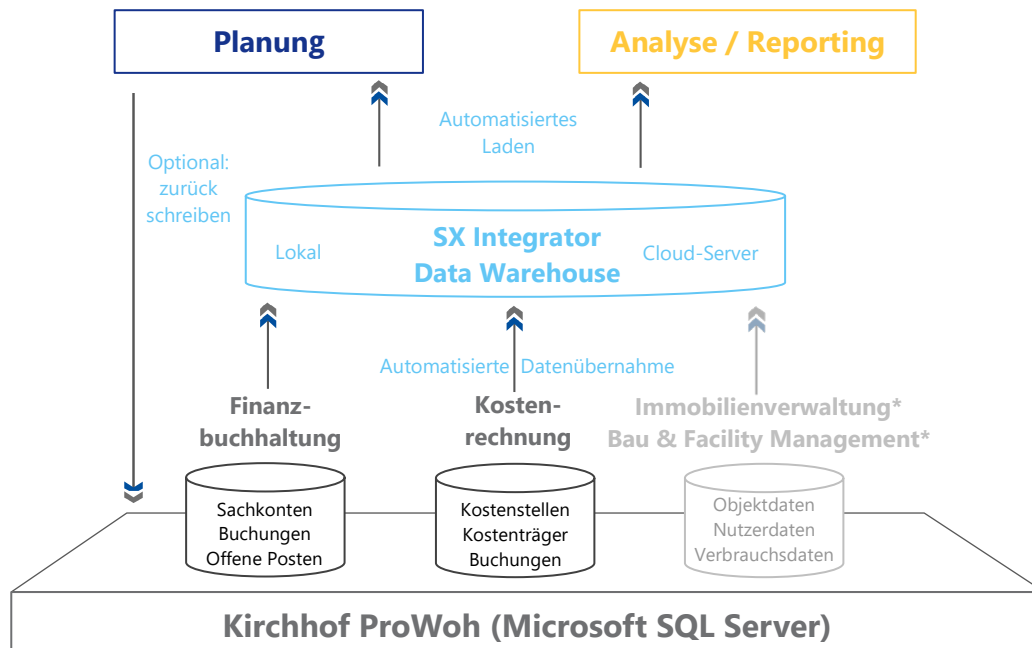 Planung
Analyse / Reporting
Automatisiertes
Laden
Optional:
zurück
schreiben
Lokal
SX Integrator
Data Warehouse
Cloud-Server
Automatisierte Datenübernahme
Finanz-
buchhaltung
Kosten-
rechnung
Immobilienverwaltung*
Bau & Facility Management*
Sachkonten
Buchungen
Offene Posten
Kostenstellen
Kostenträger
Buchungen
Objektdaten
Nutzerdaten
Verbrauchsdaten
Kirchhof ProWoh (Microsoft SQL Server)